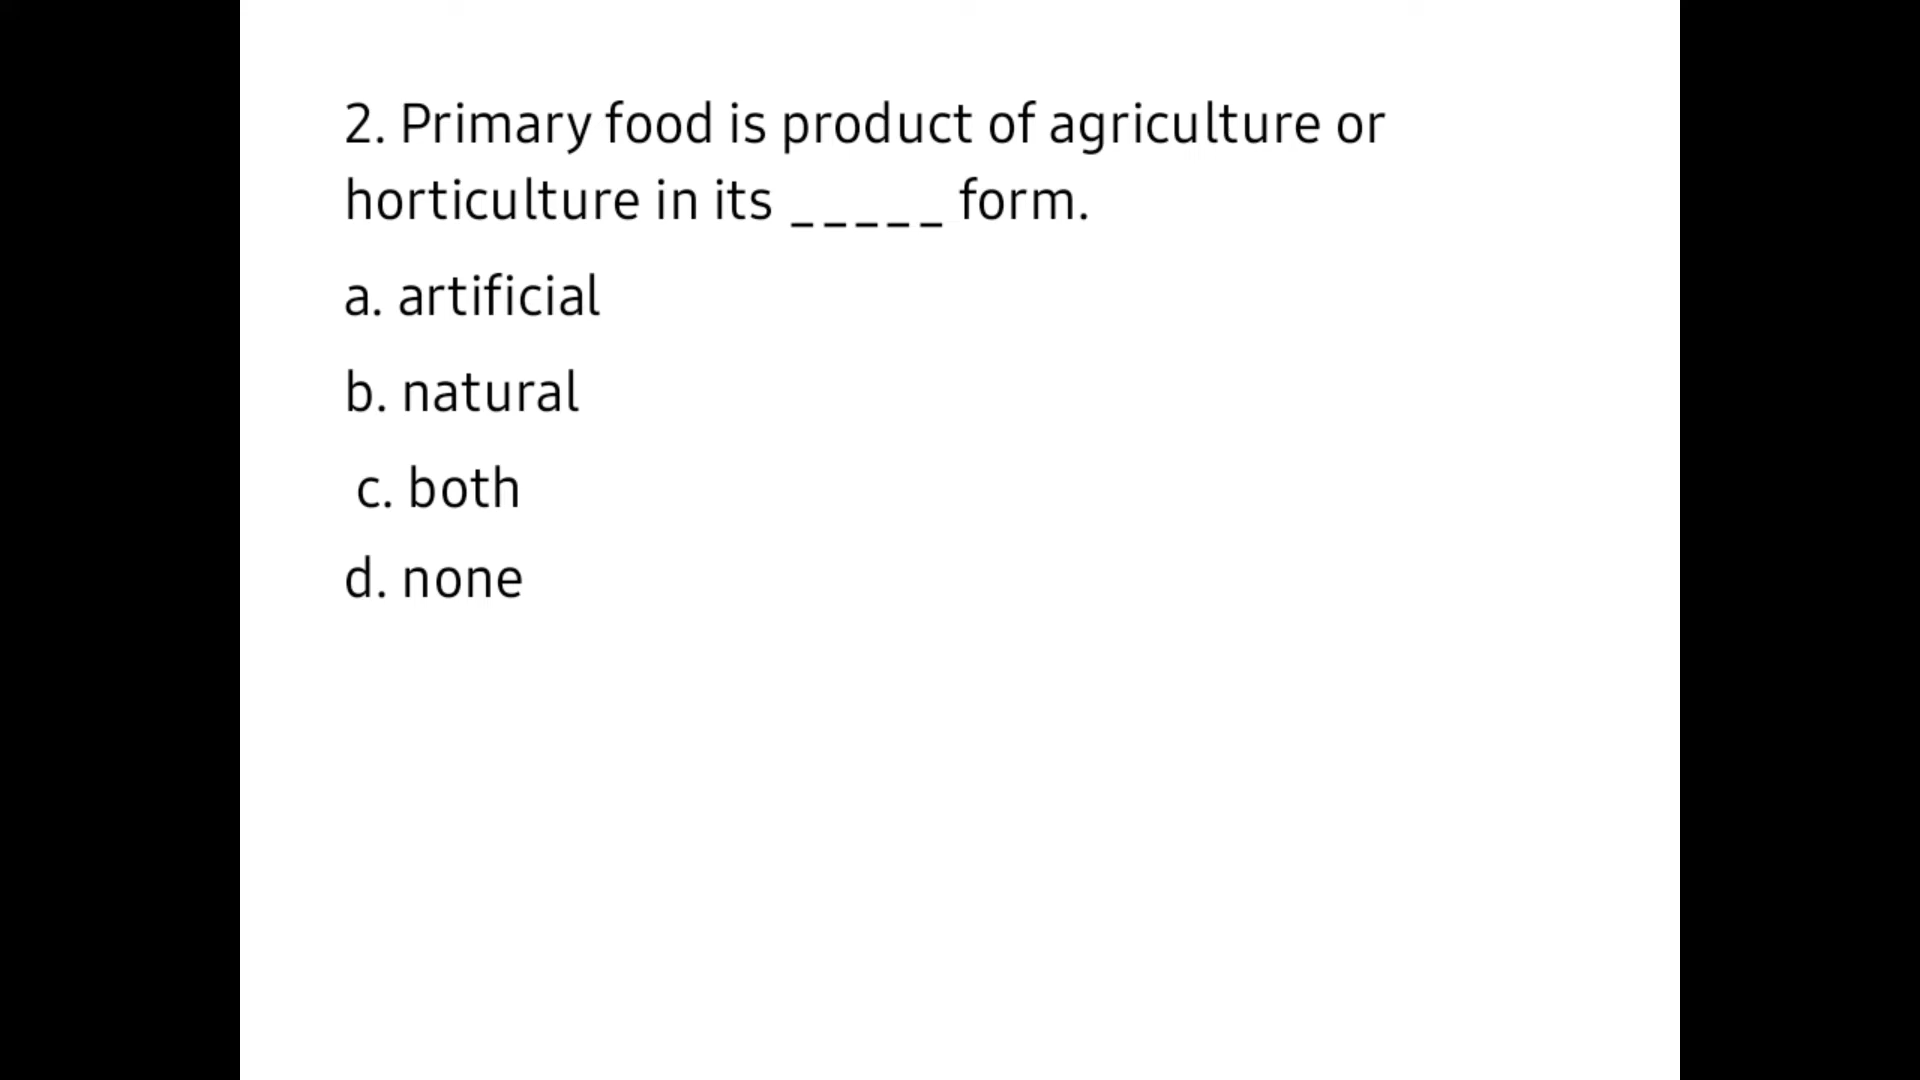 2. Primary food is product of agriculture or
horticulture in its _____ form.
a. artificial
b. natural
c. both
d. none